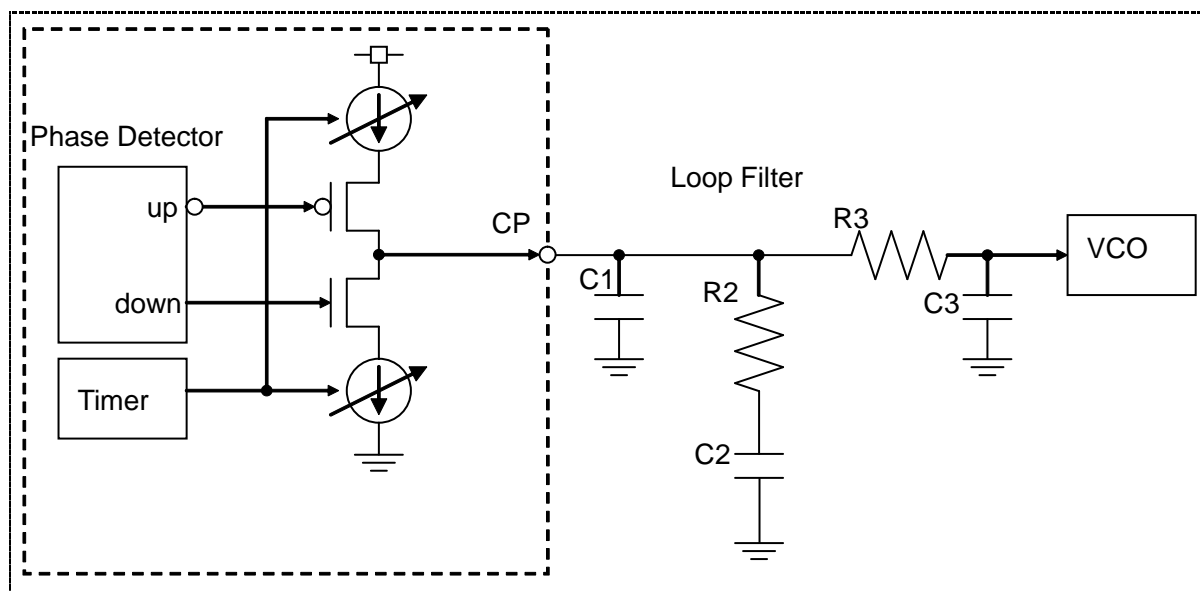 Phase Detector
up
down
Timer
CP
Loop Filter
C1
R2
C2
R3
C3
VCO